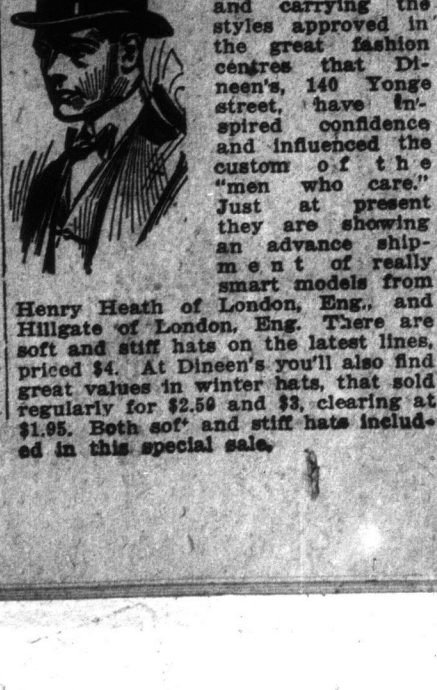 and carrying the
styles approved in
the great fashion
centres that Di-
neen's, 140 Yonge
street, have in-
spired confidence
and influenced the
custom of the
"men who care."
Just at present
they are showing
an advance ship-
ment of really
smart models from
Henry Heath of London, Eng., and
Hillgate of London, Eng. There are
soft and stiff hats on the latest lines,
priced $4. At Dineen's you'll also find
great values in winter hats, that sold
regularly for $2.50 and $3, clearing at
$1.95. Both soft and stiff hats includ-
ed in this special sale.